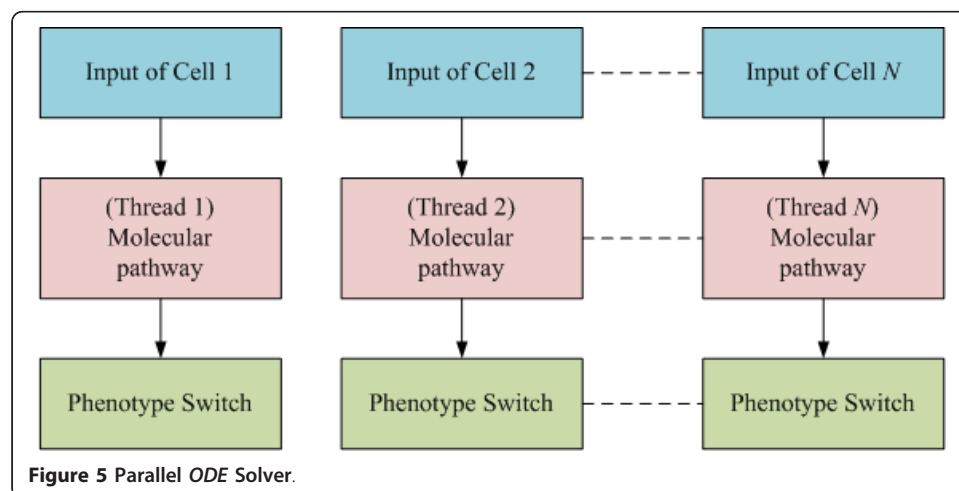 Input of Cell 1
Input of Cell 2
Input of Cell N
(Thread 1)
Molecular
pathway
(Thread 2)
Molecular
pathway
(Thread N)
Molecular
pathway
Phenotype Switch
Phenotype Switch
Phenotype Switch
Figure 5 Parallel ODE Solver.